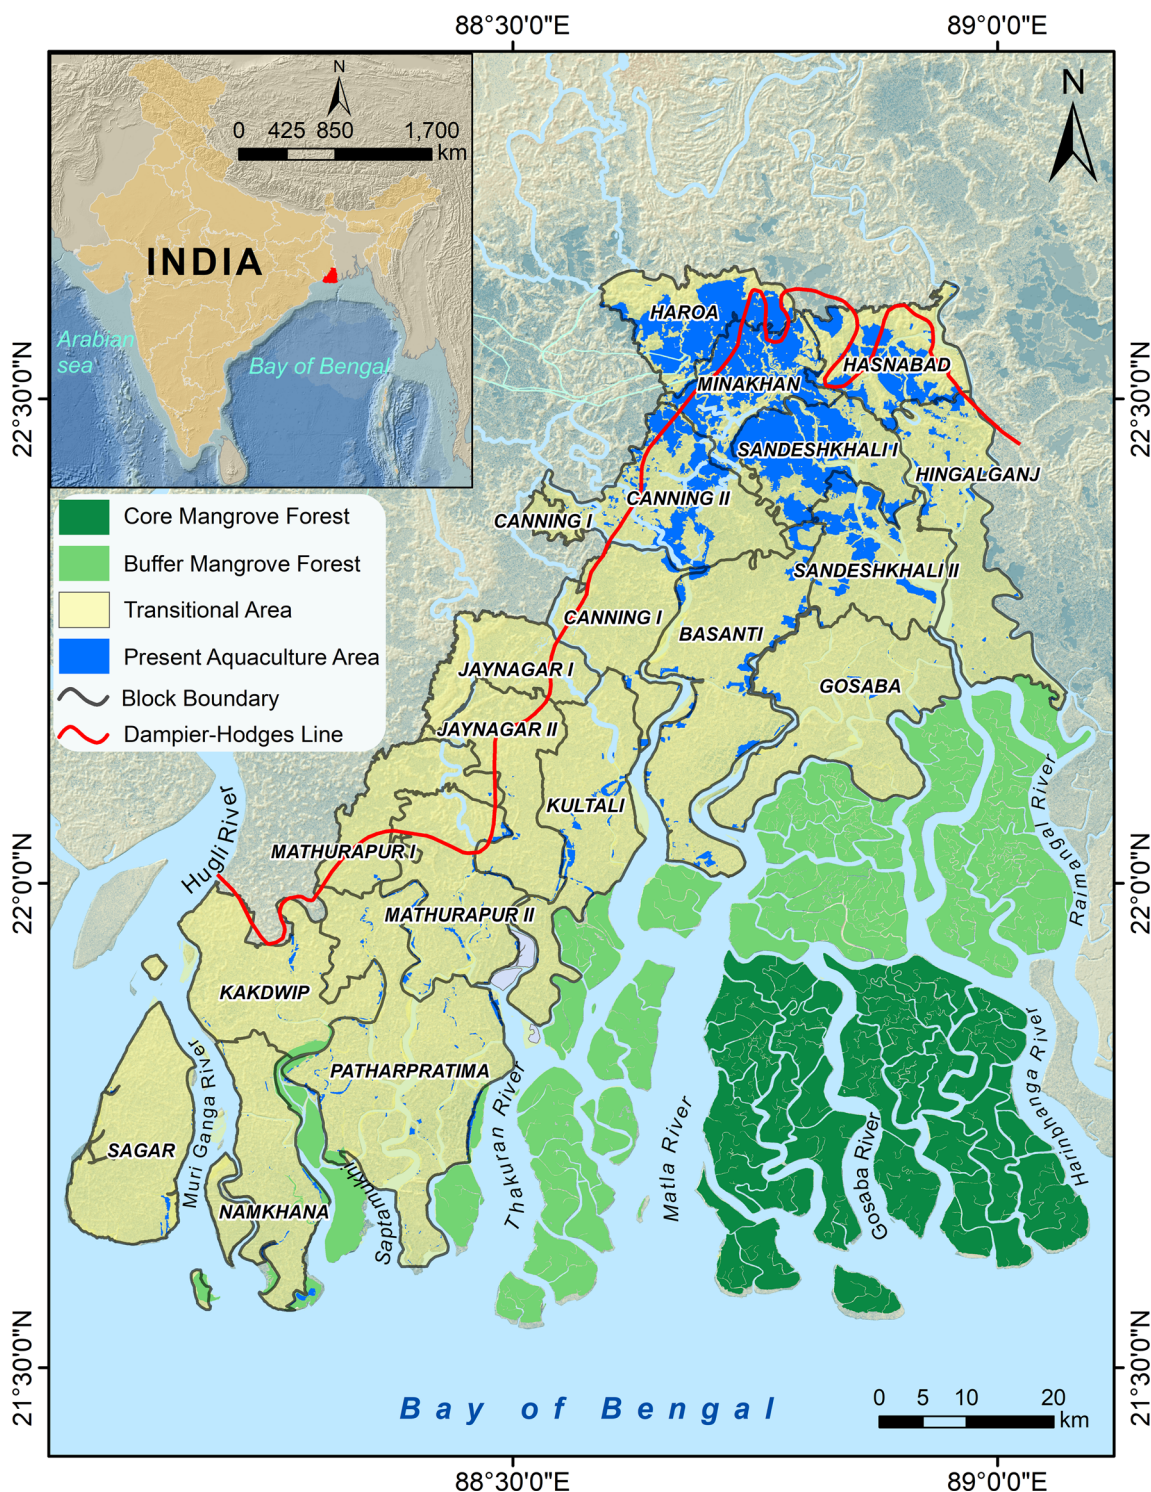 88°30'0"E
89°0'0"E
N
0 425 850 1,700
km
INDIA
Arabian
sea
Bay of Bengal
N
22°30'0"N
22°30'0"N
HAROA
MINAKHAN
HASNABAD
SANDESHKHALI I
HINGALGANJ
CANNING II
CANNING I
SANDESHKHALI II
CANNING I
BASANTI
JAYNAGAR I
GOSABA
JAYNAGAR II
KULTALI
MATHURAPUR I
MATHURAPUR II
KAKDWIP
PATHARPRATIMA
SAGAR
NAMKHANA
Core Mangrove Forest
Buffer Mangrove Forest
Transitional Area
Present Aquaculture Area
Block Boundary
Dampier-Hodges Line
Hugli River
Raimangal River
22°0'0"N
22°0'0"N
Muri Ganga River
Saptamukhi
Thakuran River
Matla River
Gosaba River
Harinbhanga River
21°30'0"N
21°30'0"N
Bay of Bengal
0 5 10 20
km
88°30'0"E
89°0'0"E